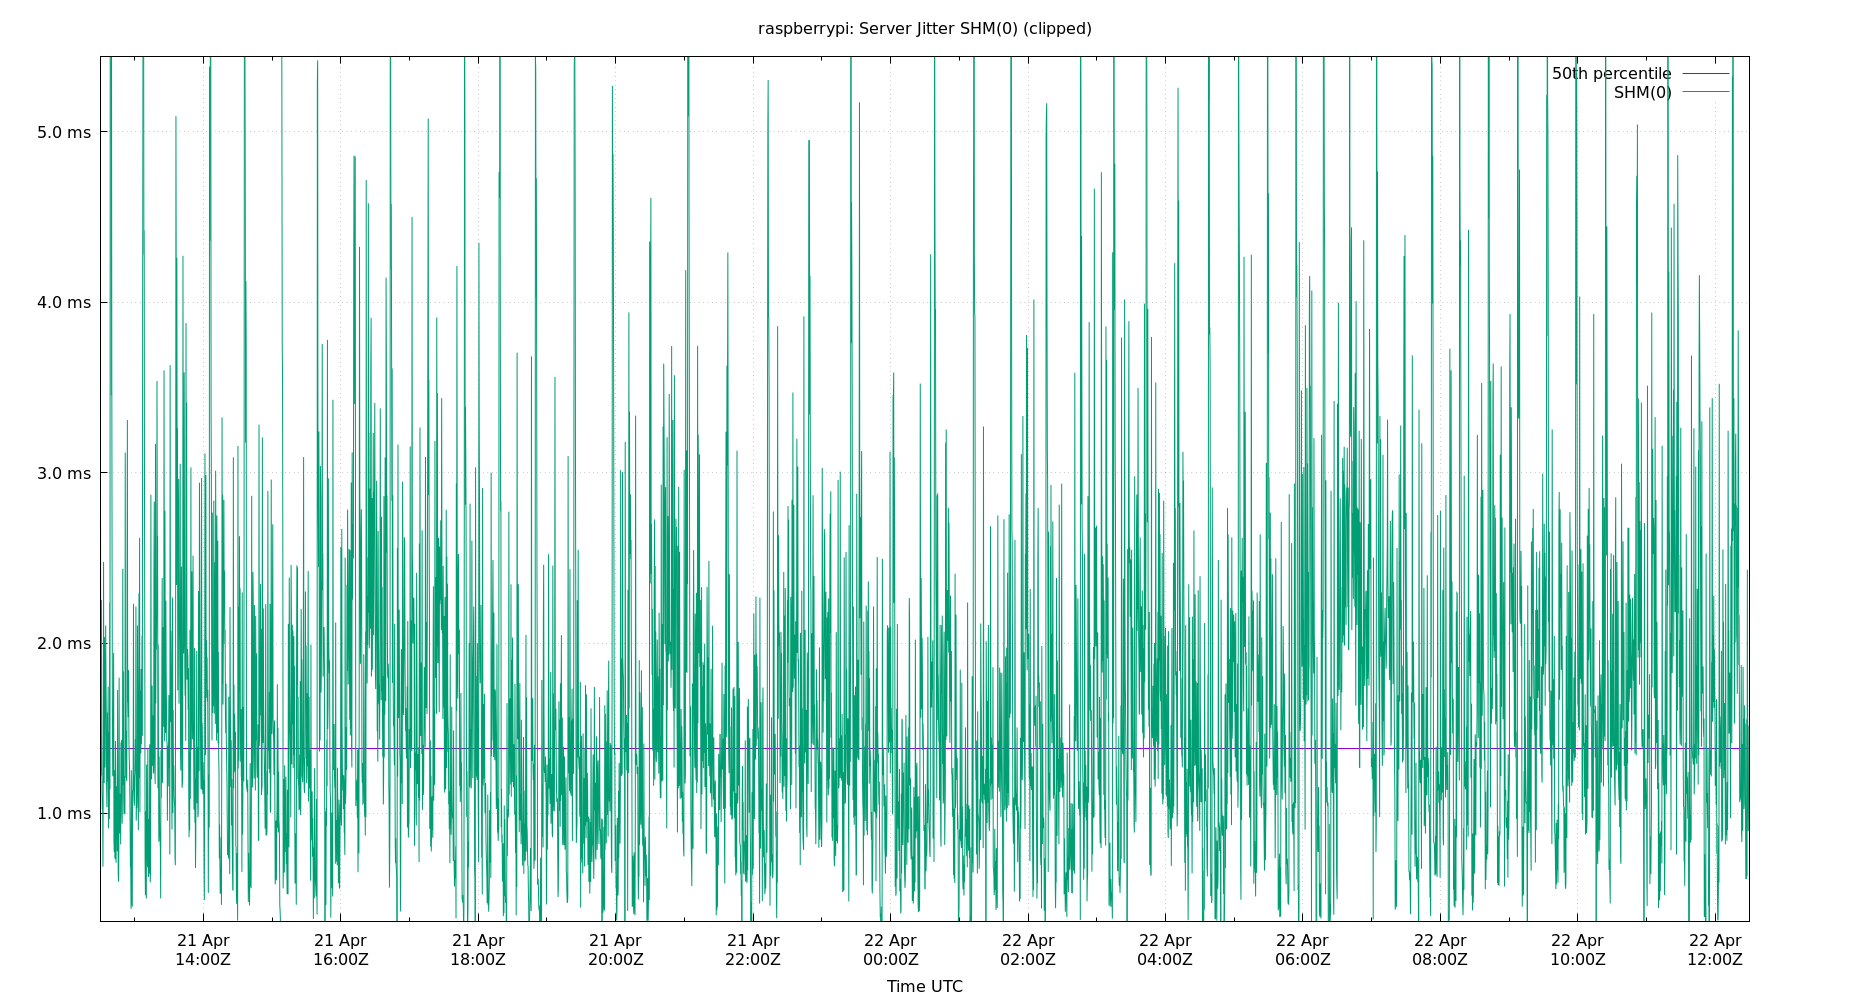 raspberrypi: Server Jitter SHM(0) (clipped)
50th percentile
SHM(0)
5.0 ms
4.0 ms
3.0 ms
2.0 ms
1.0 ms
21 Apr 21 Apr 21 Apr 21 Apr 21 Apr 22 Apr 22 Apr 22 Apr 22 Apr 22 Apr 22 Apr 22 Apr
14:00Z 16:00Z 18:00Z 20:00Z 22:00Z 00:00Z 02:00Z 04:00Z 06:00Z 08:00Z 10:00Z 12:00Z
Time UTC